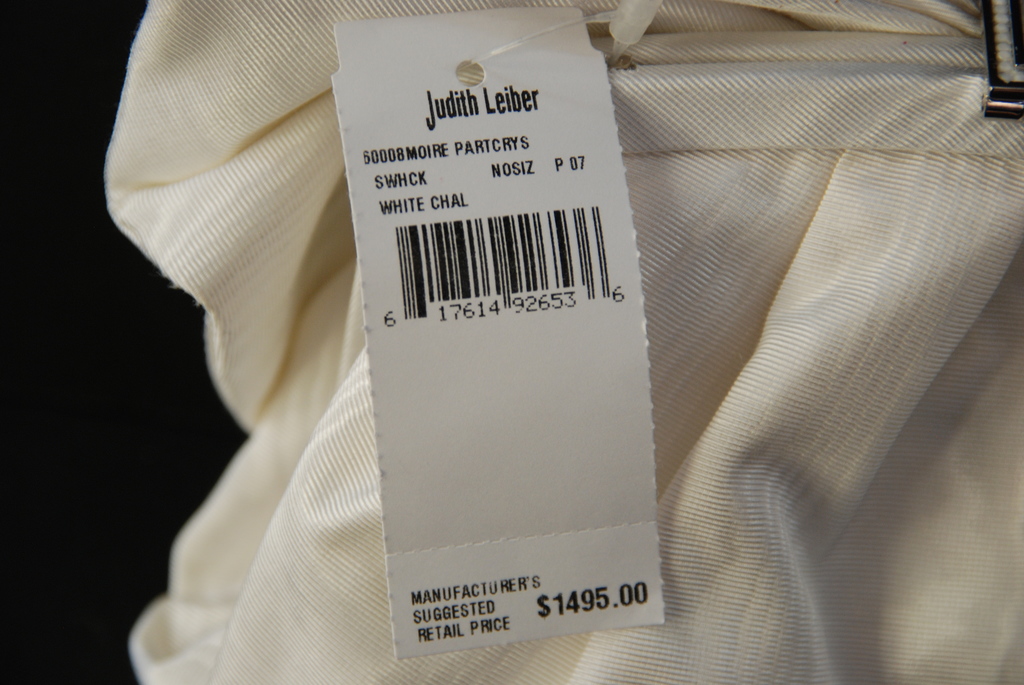 Judith Leiber
60008MOIRE PARTCRYS
SWHCK NOSIZ P 07
WHITE CHAL
6 17614 92653 6
MANUFACTURER'S
SUGGESTED $1495.00
RETAIL PRICE